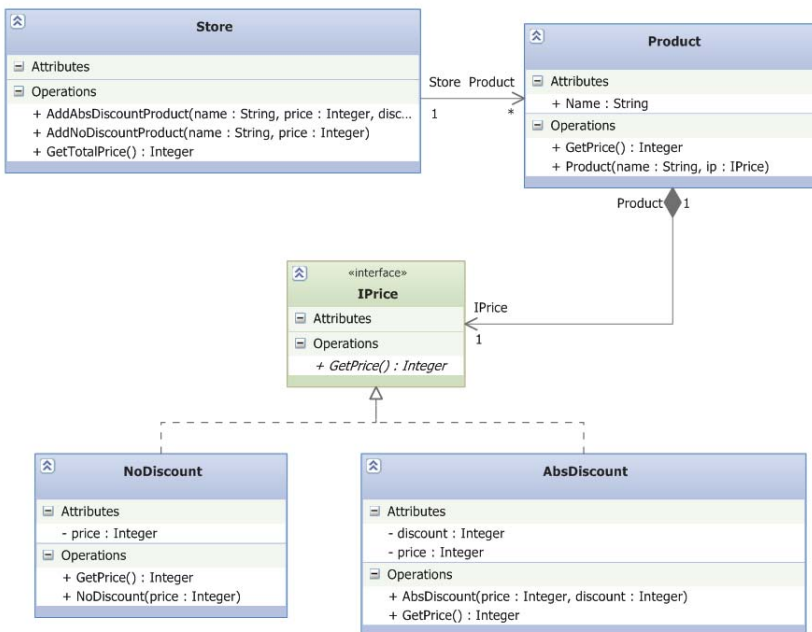 Store
Attributes
Operations
+ AddAbsDiscountProduct(name : String, price : Integer, disc...
+ AddNoDiscountProduct(name : String, price : Integer)
+ GetTotalPrice() : Integer
Store Product
1 *
Product
Attributes
+ Name : String
Operations
+ GetPrice() : Integer
+ Product(name : String, ip : IPrice)
Product 1
«interface»
IPrice
Attributes
Operations
+ GetPrice() : Integer
IPrice
1
NoDiscount
Attributes
- price : Integer
Operations
+ GetPrice() : Integer
+ NoDiscount(price : Integer)
AbsDiscount
Attributes
- discount : Integer
- price : Integer
Operations
+ AbsDiscount(price : Integer, discount : Integer)
+ GetPrice() : Integer